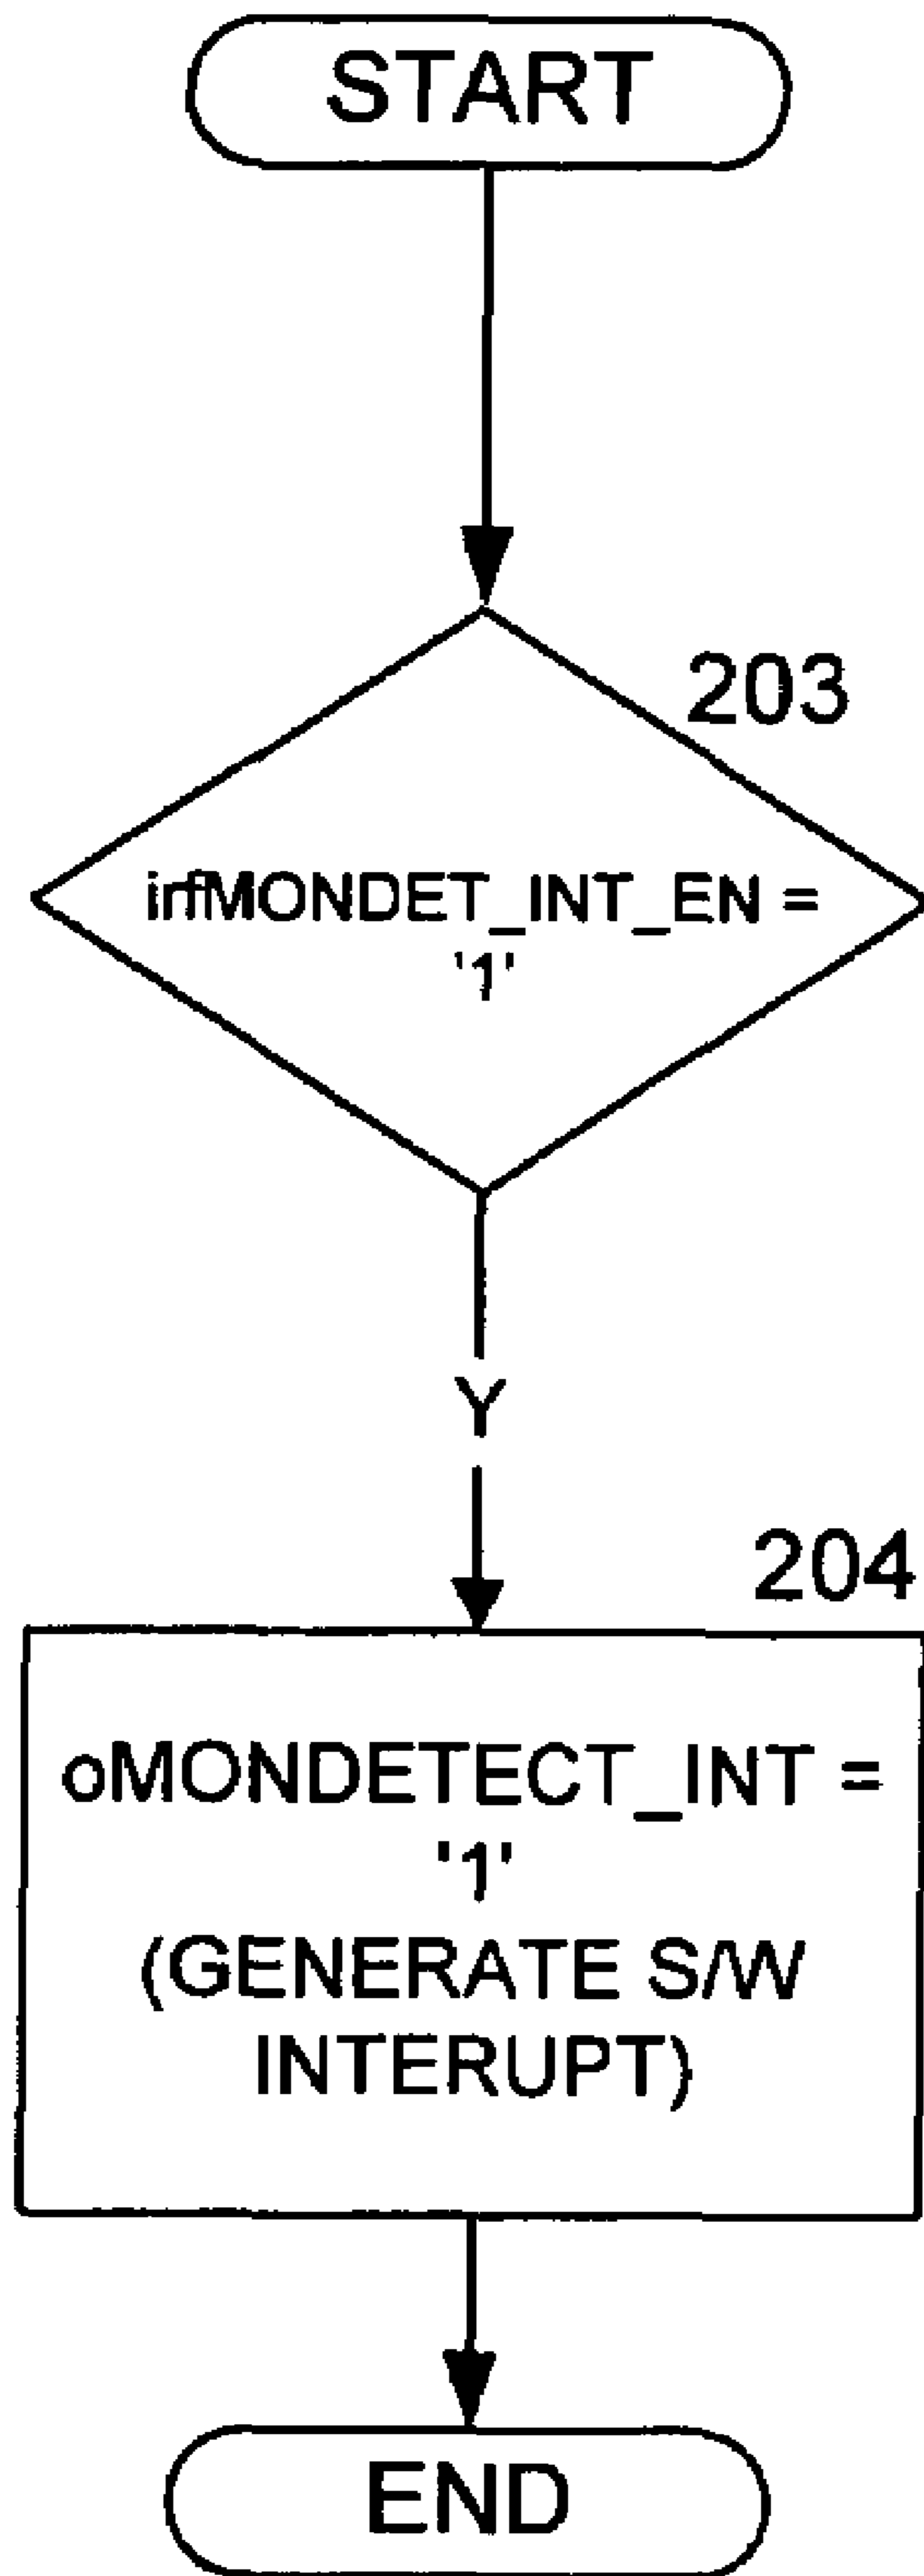 START
203
irfMONDET_INT_EN =
'1'
Y
204
oMONDETECT_INT =
'1'
(GENERATE S/W
INTERUPT)
END